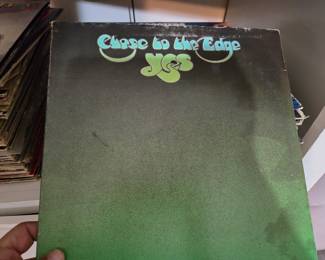 Close to the Edge
yes